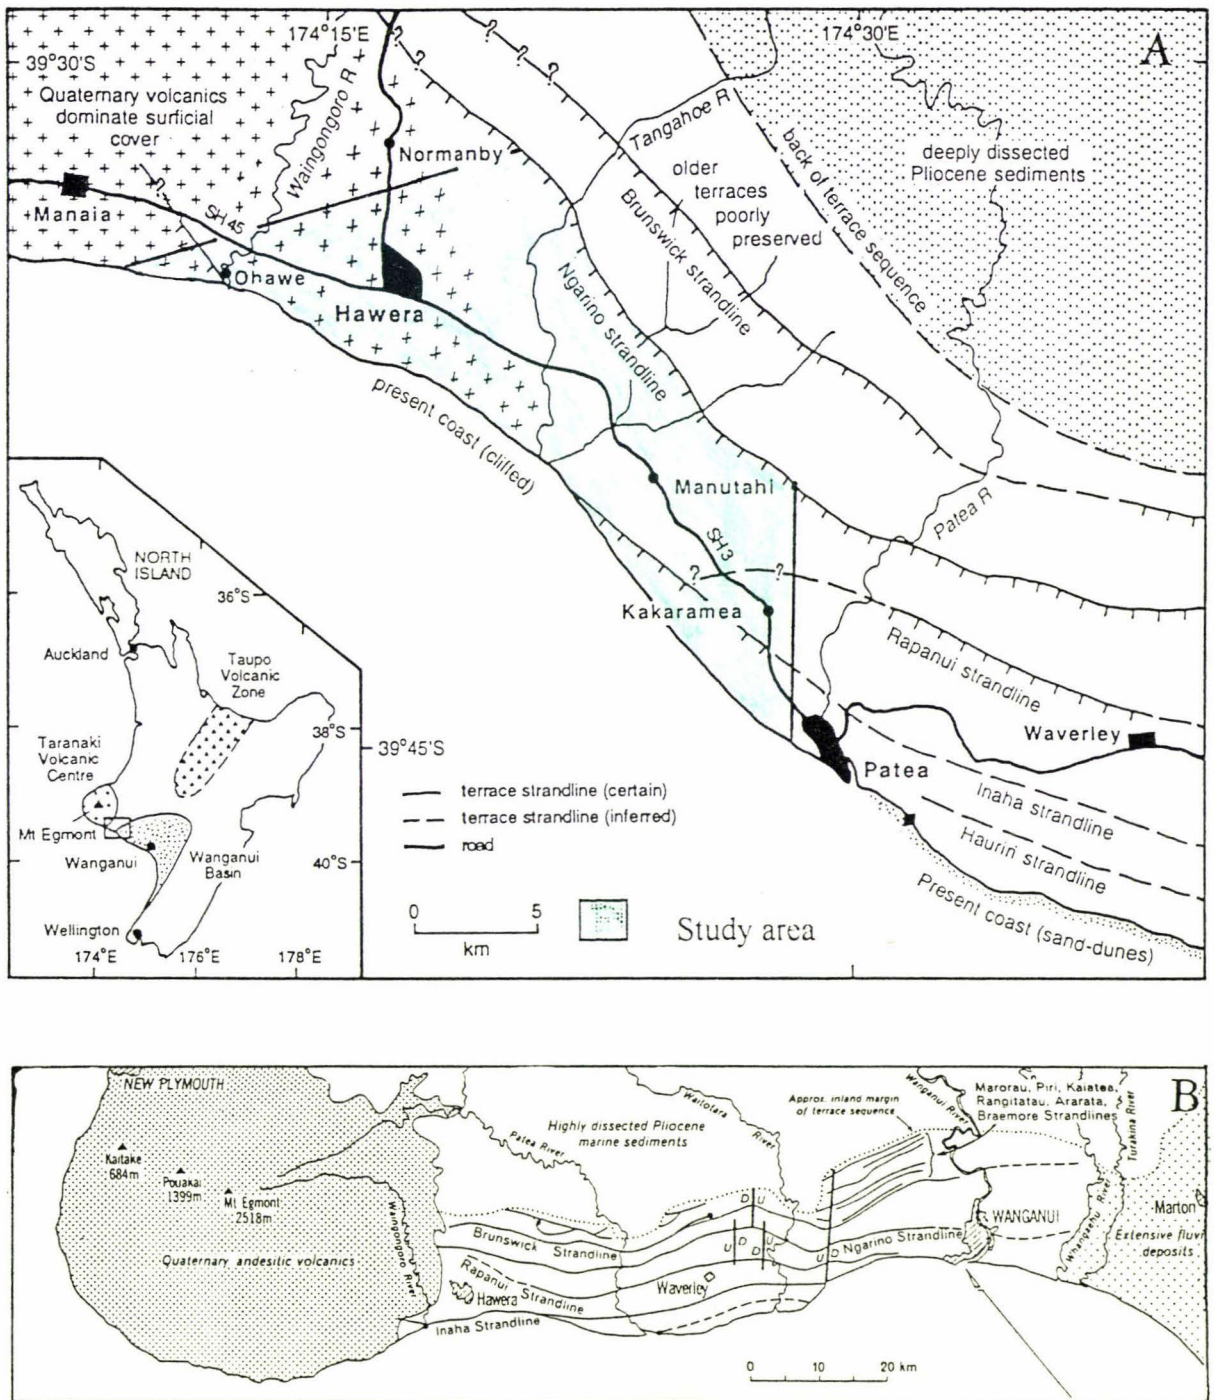 174°15'E
174°30'E
A
39°30'S
Quaternary volcanics
dominate surficial
cover
Waingongoro R
Normanby
Tangahoe R
older
terraces
poorly
preserved
back of terrace sequence
deeply dissected
Pliocene sediments
?
?
?
?
?
Manaia
SH 45
Ohawe
Hawera
Brunswick strandline
Ngarino strandline
present coast (cliffed)
Manutahi
SH3
?
?
Kakaramea
Patea R
Rapanui strandline
Waverley
Patea
Inaha strandline
Hauriri strandline
Present coast (sand-dunes)
NORTH
ISLAND
36°S
Auckland
Taupo
Volcanic
Zone
38°S
39°45'S
Taranaki
Volcanic
Centre
Mt Egmont
Wanganui
Wanganui
Basin
40°S
Wellington
174°E
176°E
178°E
terrace strandline (certain)
terrace strandline (inferred)
road
0 5
km
Study area
B
NEW PLYMOUTH
Kaitake
684m
Pouakai
1399m
Mt Egmont
2518m
Quaternary andesitic volcanics
Waingongoro River
Patea River
Highly dissected Pliocene
marine sediments
Waitotara River
Approx. inland margin
of terrace sequence
Wanganui River
Marorau, Piri, Kaiatea,
Rangitatau, Ararata,
Braemore Strandlines
Turakina River
Whangaehu River
Marton
Extensive fluv
deposits
WANGANUI
Brunswick Strandline
Ngarino Strandline
D U
U D D U
U D
Rapanui Strandline
Hawera
Waverley
Inaha Strandline
0 10 20 km